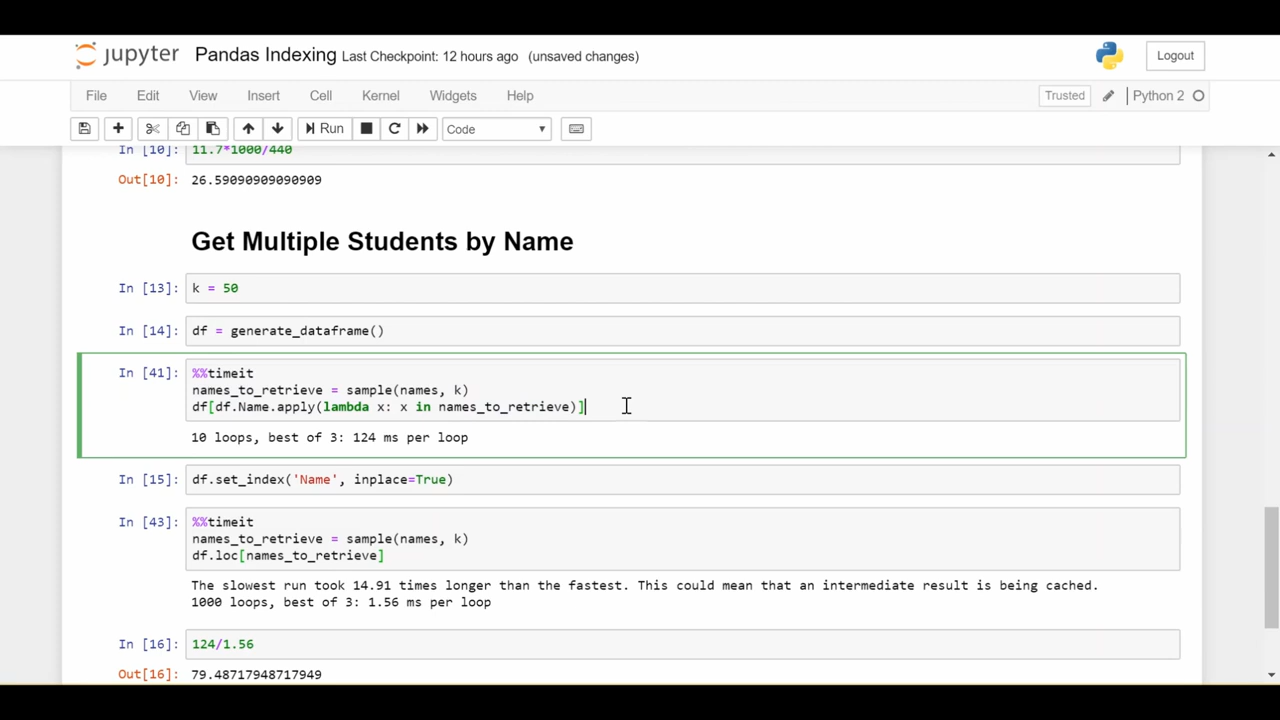 jupyter Pandas Indexing Last Checkpoint: 12 hours ago (unsaved changes) Logout
File Edit View Insert Cell Kernel Widgets Help Trusted Python 2
Run Code
In [10]: 11.7*1000/440
Out[10]: 26.59090909090909
Get Multiple Students by Name
In [13]: k = 50
In [14]: df = generate_dataframe()
In [41]: %%timeit
names_to_retrieve = sample(names, k)
df[df.Name.apply(lambda x: x in names_to_retrieve)]
10 loops, best of 3: 124 ms per loop
In [15]: df.set_index('Name', inplace=True)
In [43]: %%timeit
names_to_retrieve = sample(names, k)
df.loc[names_to_retrieve]
The slowest run took 14.91 times longer than the fastest. This could mean that an intermediate result is being cached.
1000 loops, best of 3: 1.56 ms per loop
In [16]: 124/1.56
Out[16]: 79.48717948717949